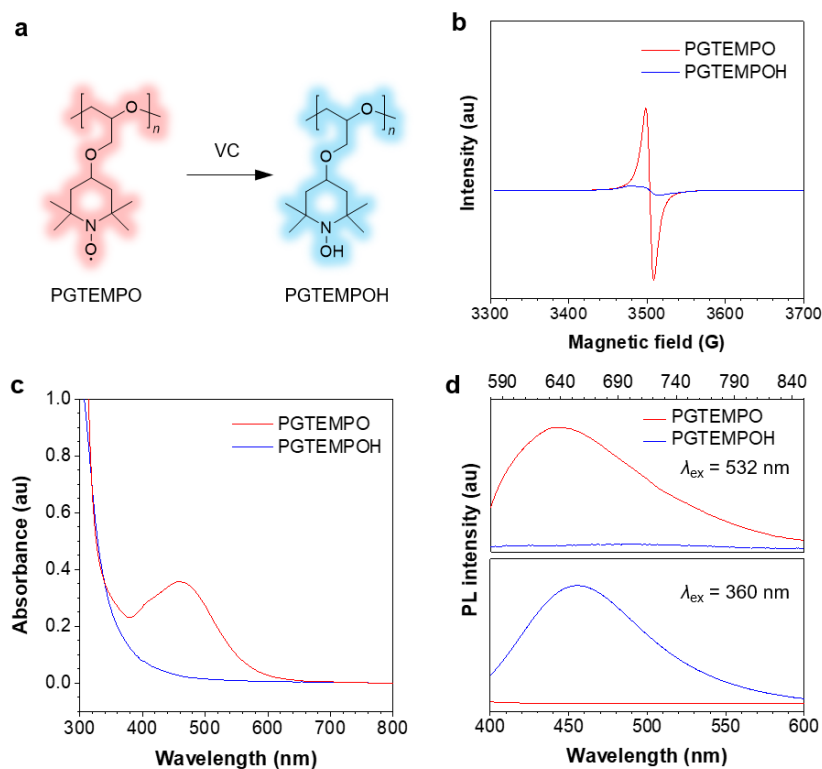 a
O
n
O
N
O
·
PGTEMPO
VC
O
n
O
N
OH
PGTEMPOH
b
PGTEMPO
PGTEMPOH
Intensity (au)
3300 3400 3500 3600 3700
Magnetic field (G)
c
PGTEMPO
PGTEMPOH
Absorbance (au)
1.0
0.8
0.6
0.4
0.2
0.0
300 400 500 600 700 800
Wavelength (nm)
d
590 640 690 740 790 840
PGTEMPO
PGTEMPOH
λex = 532 nm
PL intensity (au)
λex = 360 nm
400 450 500 550 600
Wavelength (nm)